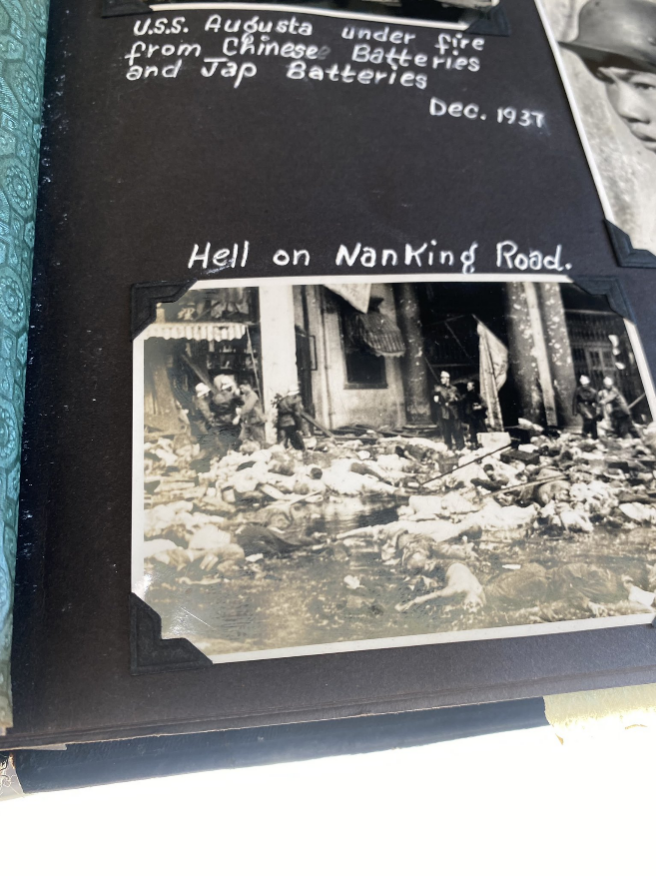 U.S.S. Augusta under fire
from Chinese Batteries
and Jap Batteries
Dec. 1937
Hell on NanKing Road.